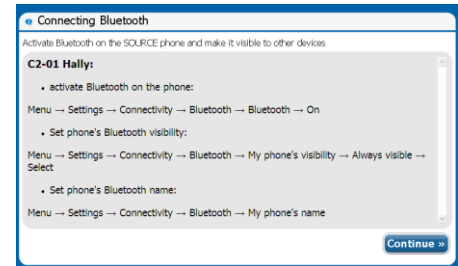 Connecting Bluetooth
Activate Bluetooth on the SOURCE phone and make it visible to other devices
C2-01 Hally:
• activate Bluetooth on the phone:
Menu → Settings → Connectivity → Bluetooth → Bluetooth → On
• Set phone's Bluetooth visibility:
Menu → Settings → Connectivity → Bluetooth → My phone's visibility → Always visible →
Select
• Set phone's Bluetooth name:
Menu → Settings → Connectivity → Bluetooth → My phone's name
Continue »